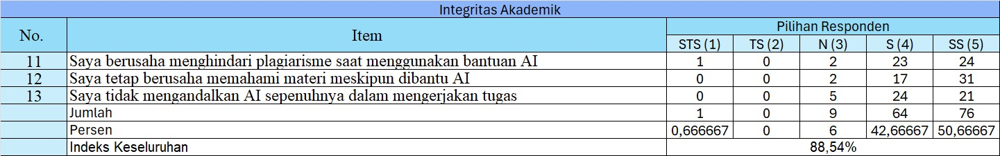 Integritas Akademik
No. Item Pilihan Responden
STS (1) TS (2) N (3) S (4) SS (5)
11 Saya berusaha menghindari plagiarisme saat menggunakan bantuan AI 1 0 2 23 24
12 Saya tetap berusaha memahami materi meskipun dibantu AI 0 0 2 17 31
13 Saya tidak mengandalkan AI sepenuhnya dalam mengerjakan tugas 0 0 5 24 21
Jumlah 1 0 9 64 76
Persen 0,666667 0 6 42,66667 50,66667
Indeks Keseluruhan 88,54%